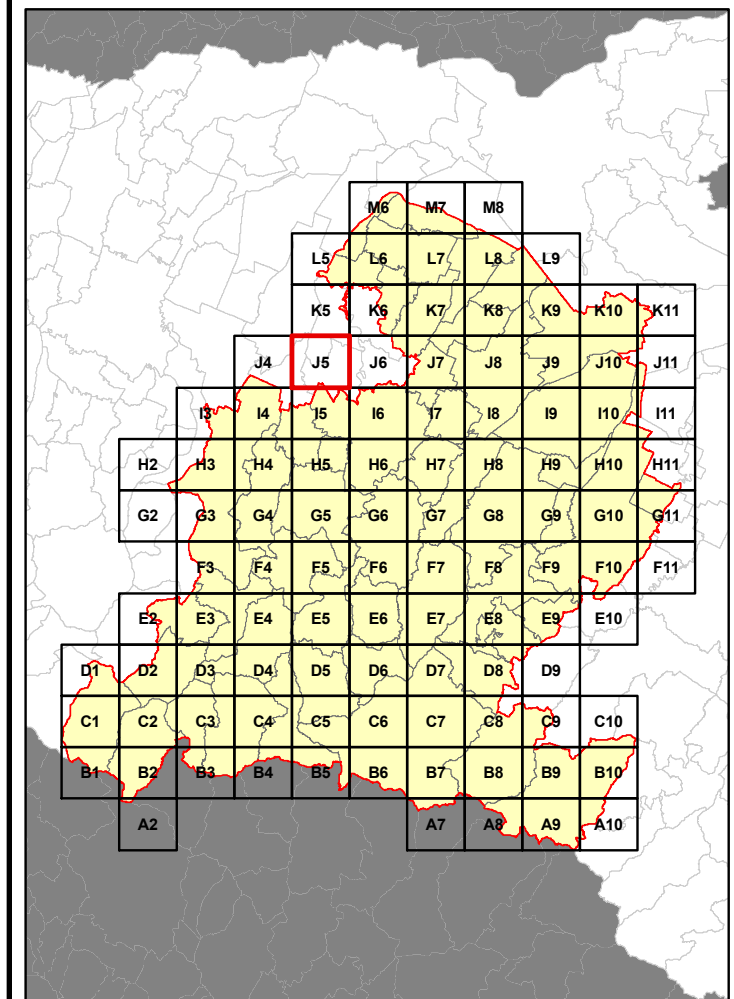 M6 M7 M8
L5 L6 L7 L8 L9
K5 K6 K7 K8 K9 K10 K11
J4 J5 J6 J7 J8 J9 J10 J11
I3 I4 I5 I6 I7 I8 I9 I10 I11
H2 H3 H4 H5 H6 H7 H8 H9 H10 H11
G2 G3 G4 G5 G6 G7 G8 G9 G10 G11
F3 F4 E5 F6 F7 F8 F9 F10 F11
E2 E3 E4 E5 E6 E7 E8 E9 E10
D1 D2 D3 D4 D5 D6 D7 D8 D9
C1 C2 C3 C4 C5 C6 C7 C8 C9 C10
B1 B2 B3 B4 B5 B6 B7 B8 B9 B10
A2 A7 A8 A9 A10